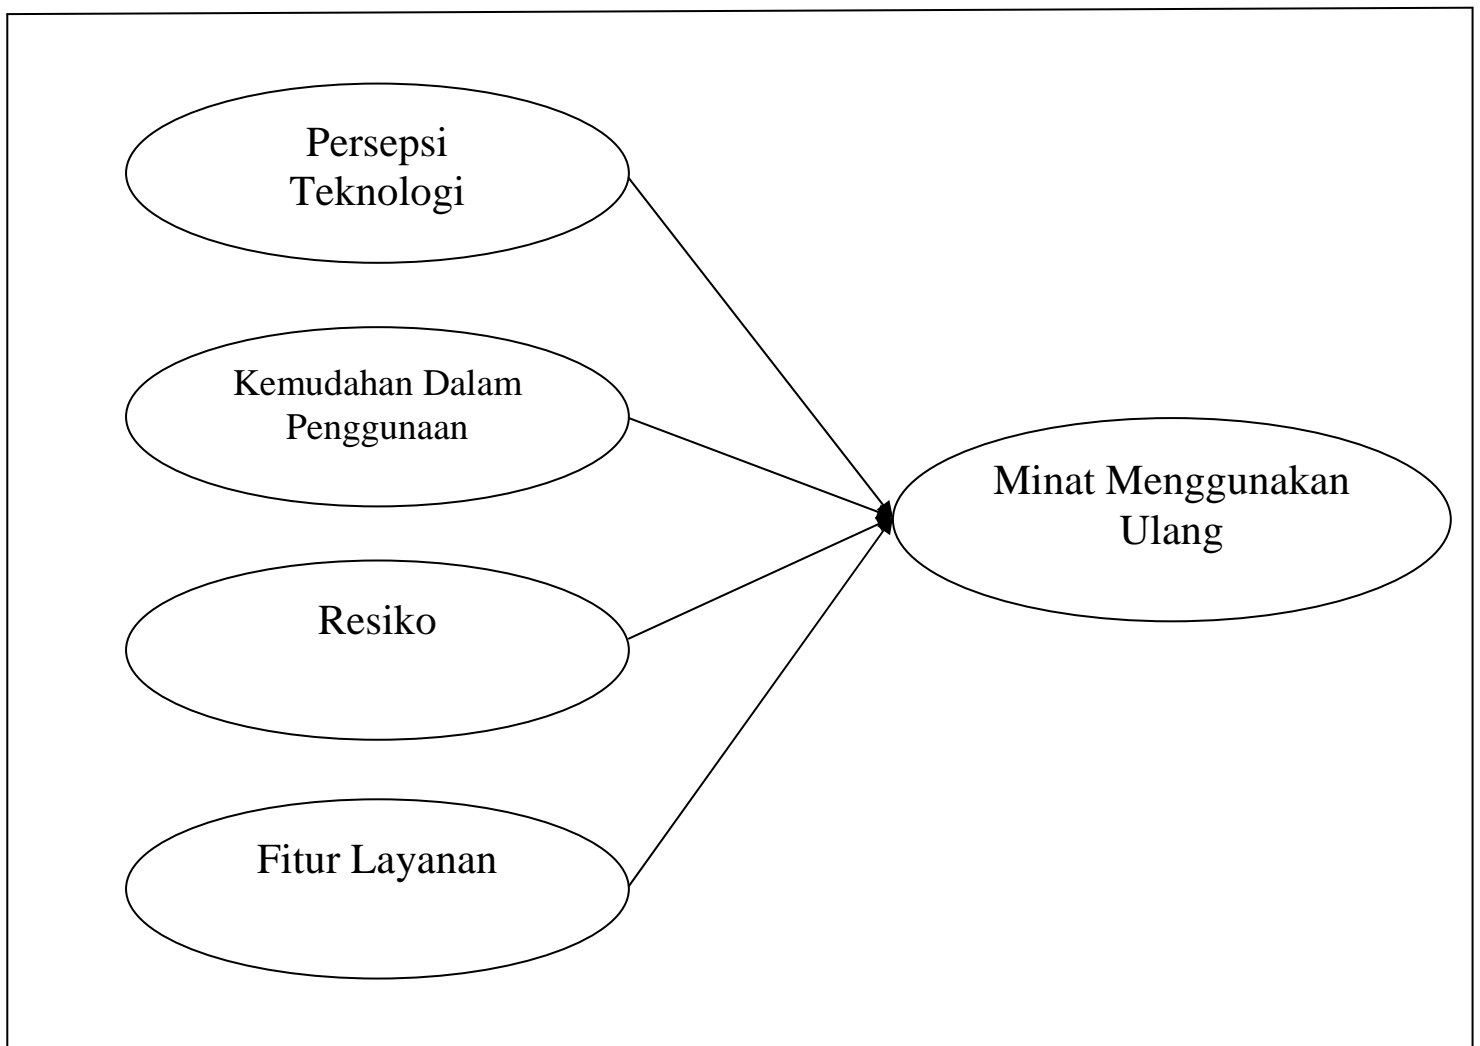 Persepsi
Teknologi
Kemudahan Dalam
Penggunaan
Minat Menggunakan
Ulang
Resiko
Fitur Layanan